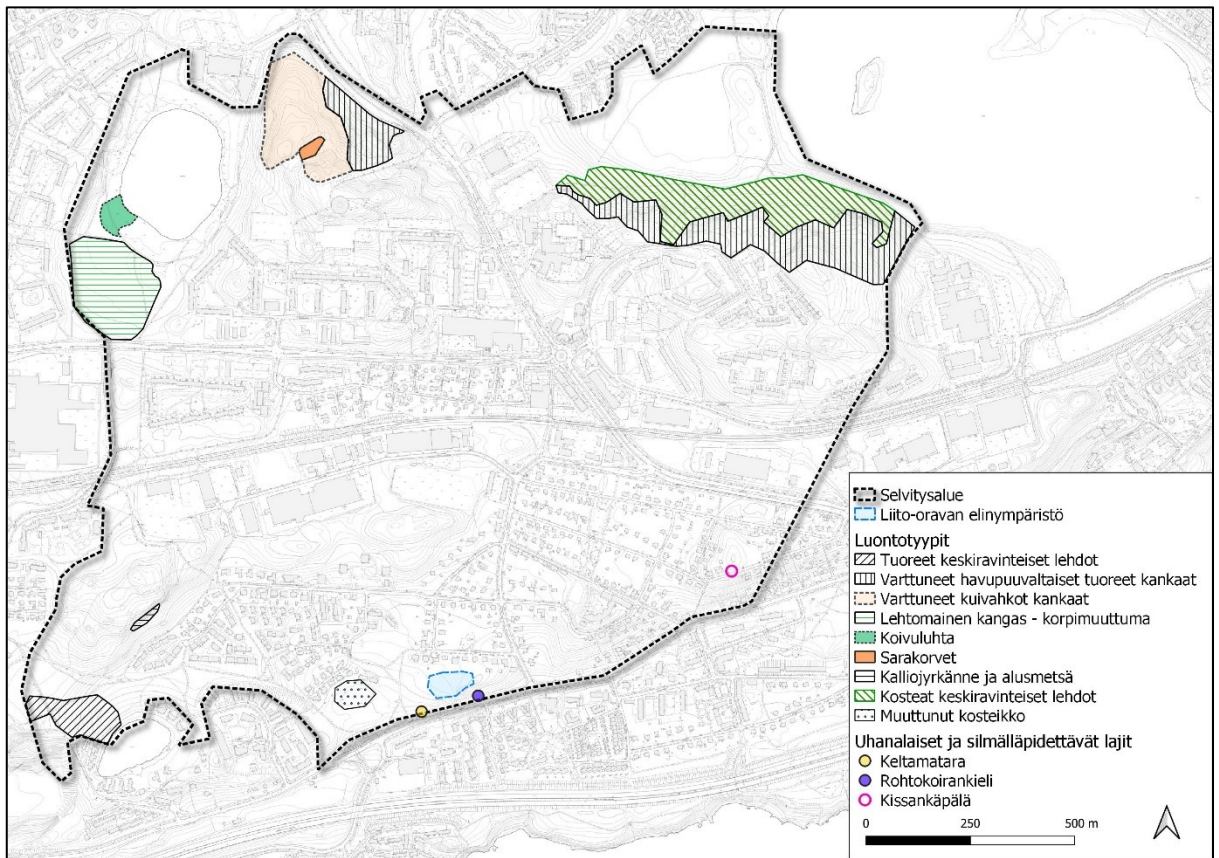 Selvitysalue
Liito-oravan elinympäristö
Luontotyypit
Tuoreet keskiravinteiset lehdot
Varttuneet havupuuvaltaiset tuoreet kankaat
Varttuneet kuivahkot kankaat
Lehtomainen kangas - korpimuuttuma
Koivuluhta
Sarakorvet
Kalliojyrkänne ja alusmetsä
Kosteat keskiravinteiset lehdot
Muuttunut kosteikko
Uhanalaiset ja silmälläpidettävät lajit
Keltamatara
Rohtokoirankieli
Kissankäpälä
0 250 500 m